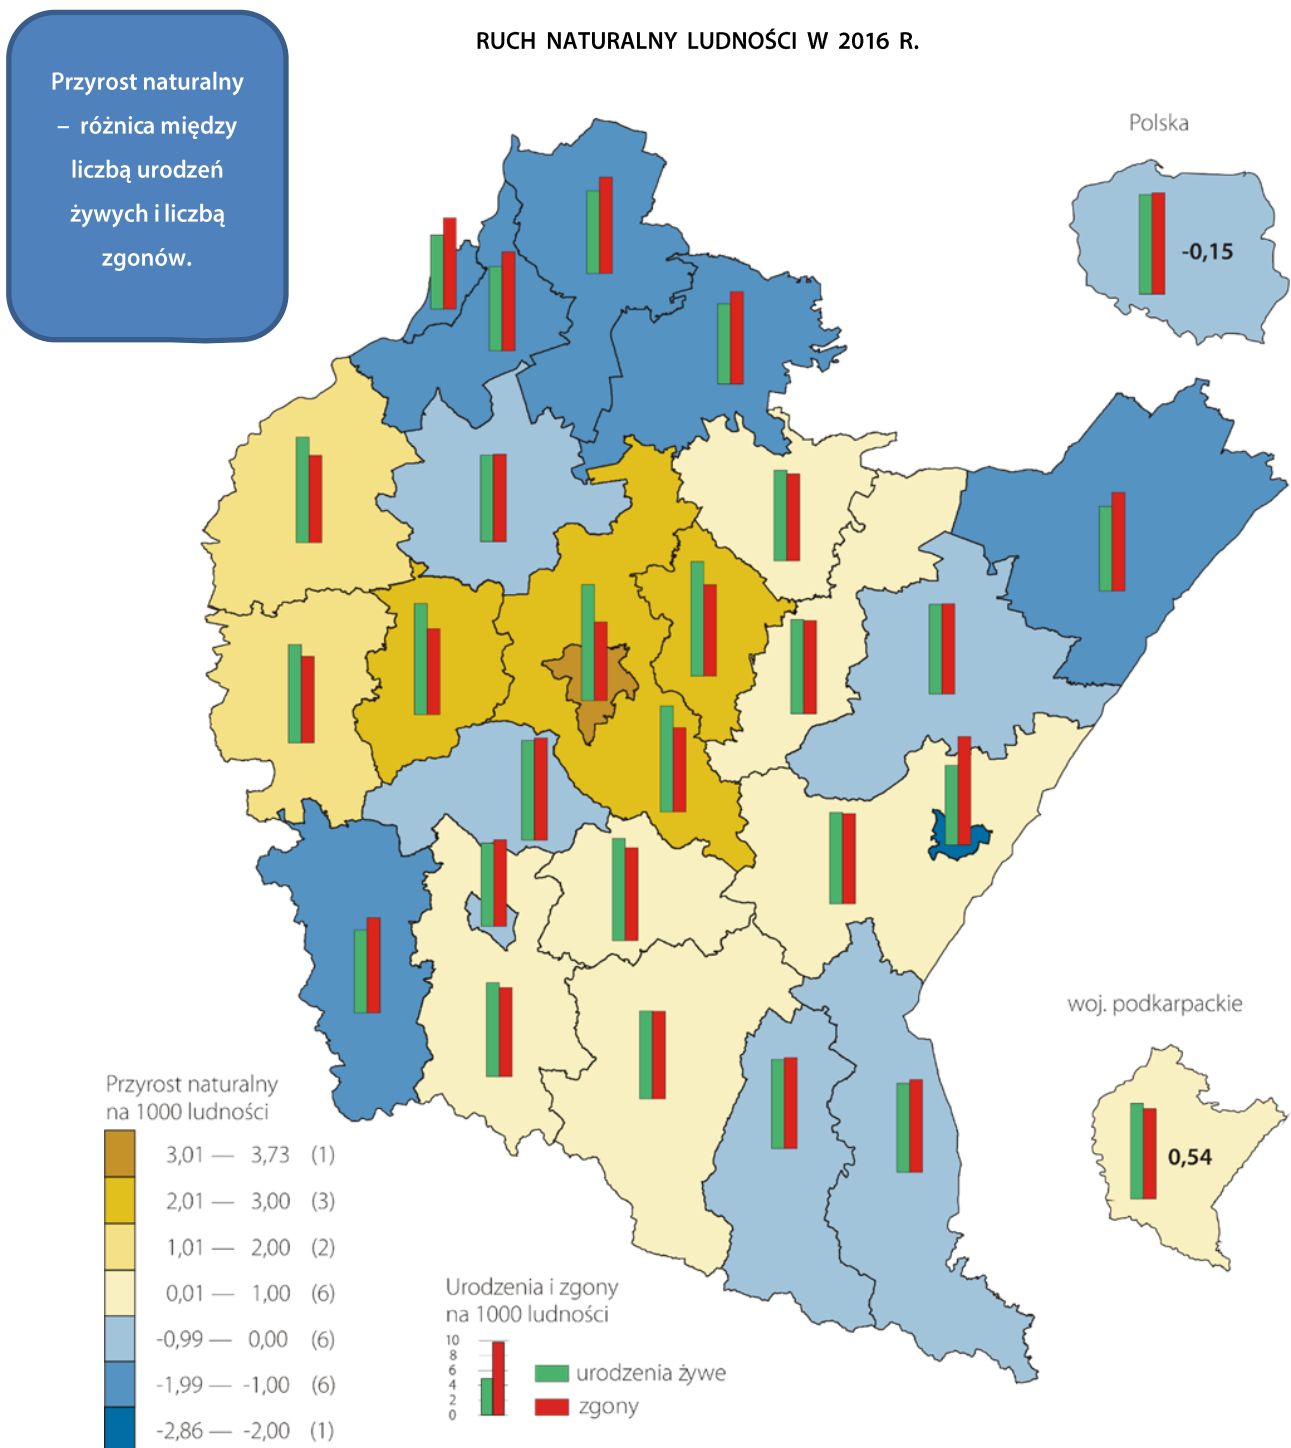 RUCH NATURALNY LUDNOŚCI W 2016 R.
Przyrost naturalny
– różnica między
liczbą urodzeń
żywych i liczbą
zgonów.
Polska
-0,15
woj. podkarpackie
0,54
Przyrost naturalny
na 1000 ludności
3,01 — 3,73 (1)
2,01 — 3,00 (3)
1,01 — 2,00 (2)
0,01 — 1,00 (6)
-0,99 — 0,00 (6)
-1,99 — -1,00 (6)
-2,86 — -2,00 (1)
Urodzenia i zgony
na 1000 ludności
10
8
6
4
2
0
urodzenia żywe
zgony